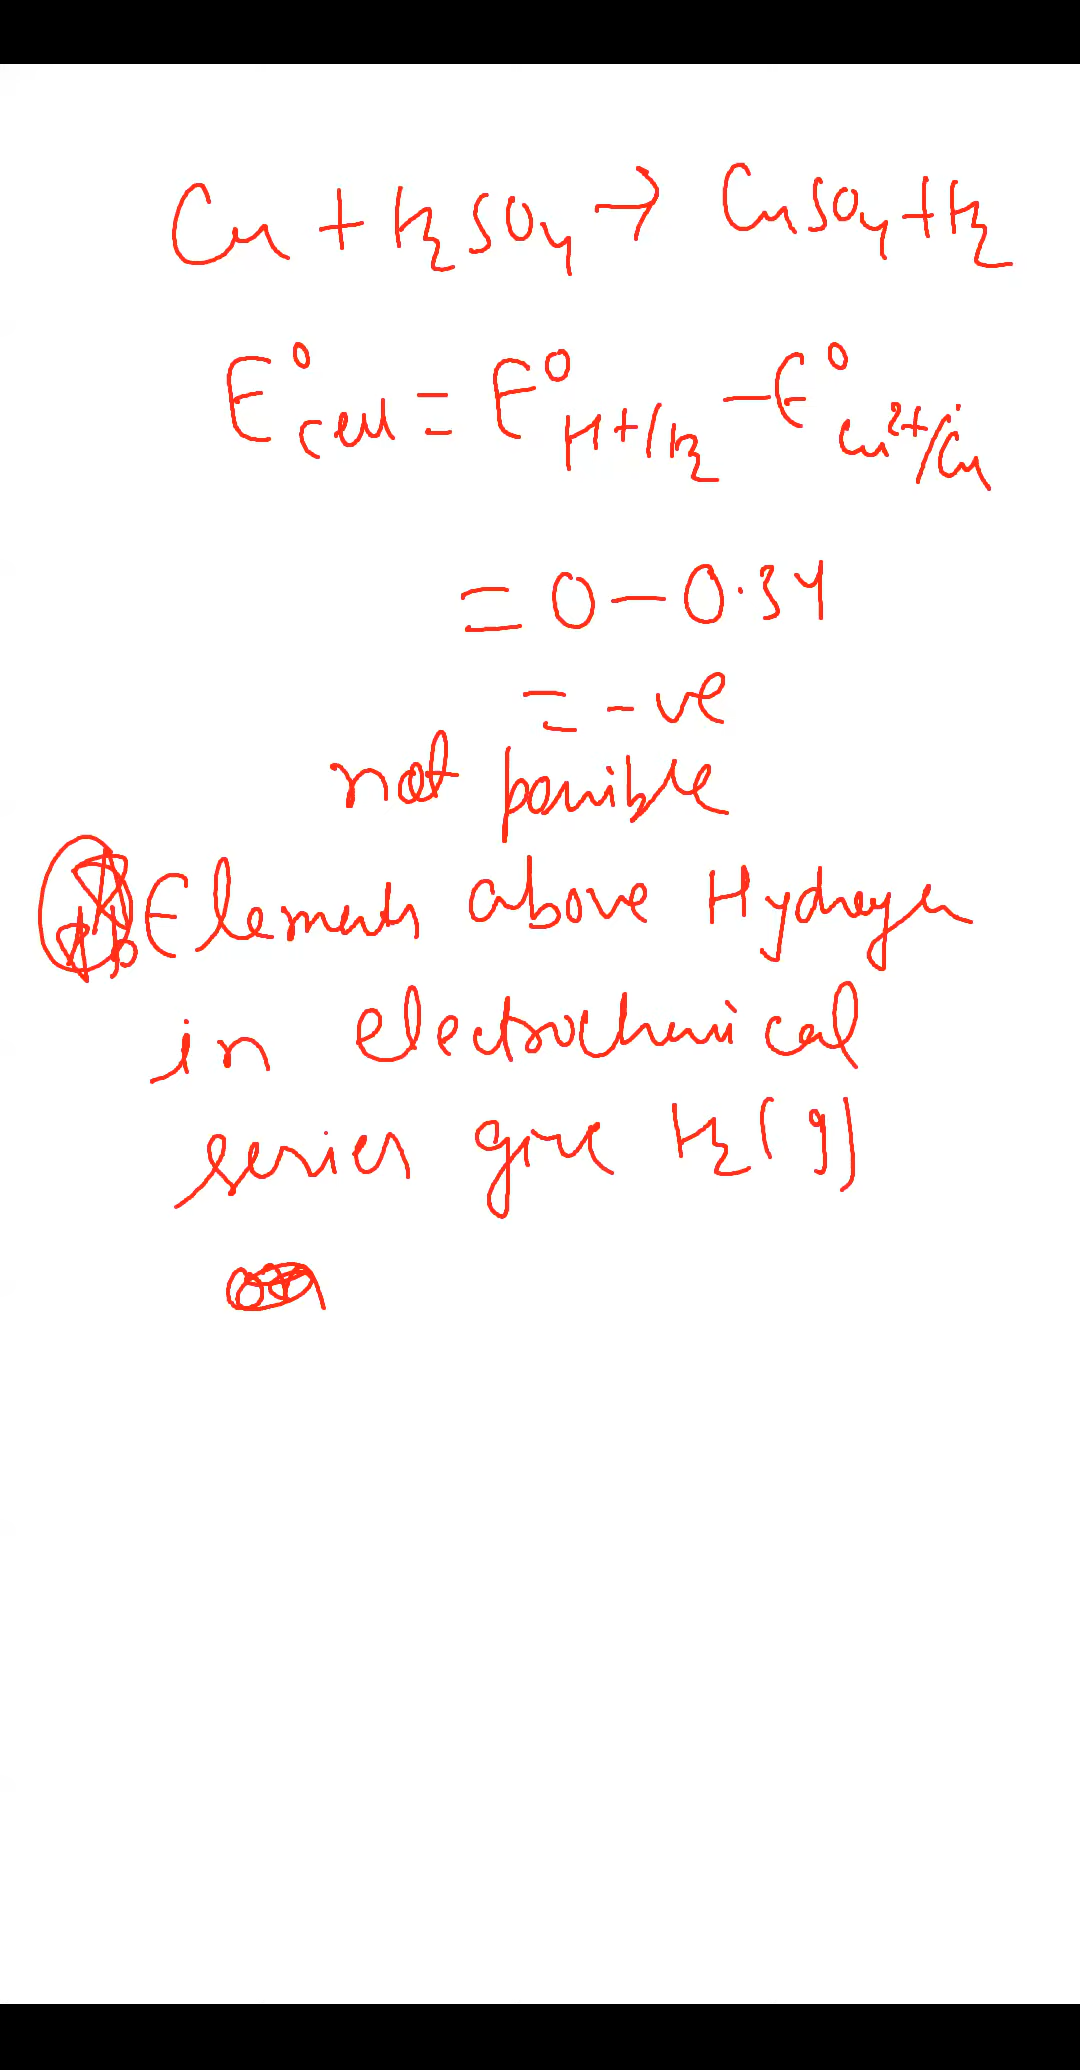 Cu + H2SO4 → CuSO4 + H2
E°cell = E°H+/H2 - E°Cu2+/Cu
= 0 - 0.34
= -ve
not possible
Elements above Hydrogen
in electrochemical
series give H2(g)